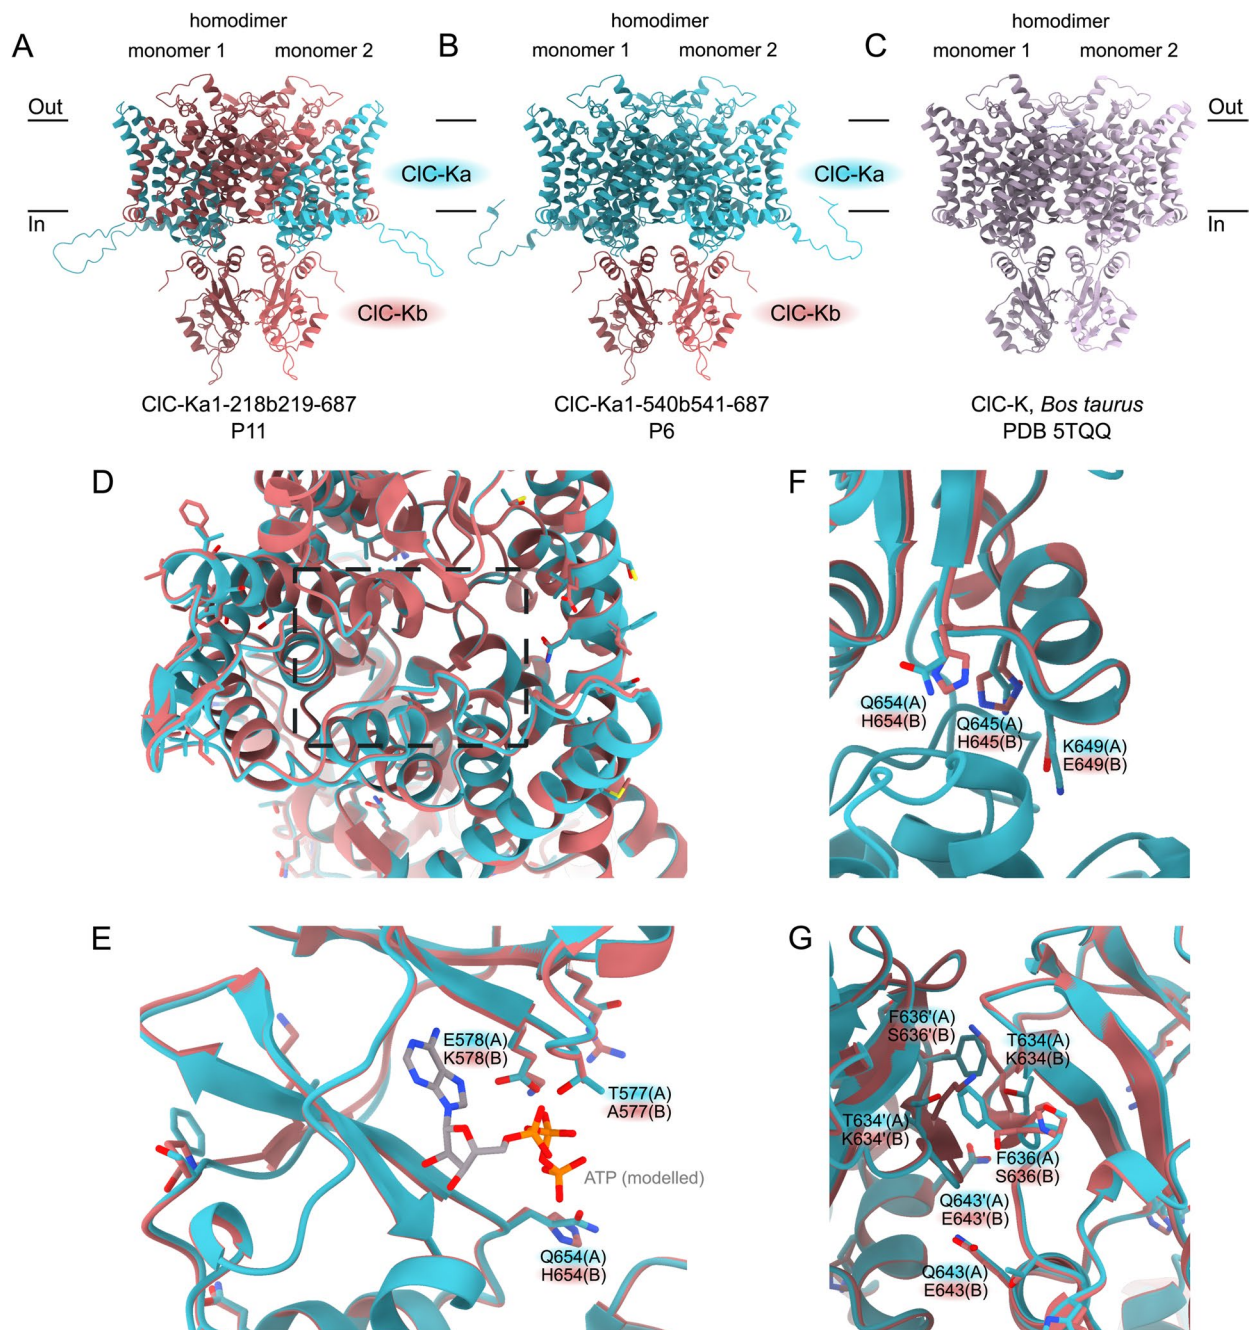 A
homodimer
monomer 1 monomer 2
Out
In
ClC-Ka
ClC-Kb
ClC-Ka1-218b219-687
P11
B
homodimer
monomer 1 monomer 2
ClC-Ka
ClC-Kb
ClC-Ka1-540b541-687
P6
C
homodimer
monomer 1 monomer 2
Out
In
ClC-K, Bos taurus
PDB 5TQQ
D
F
Q654(A)
H654(B)
Q645(A)
H645(B)
K649(A)
E649(B)
E
E578(A)
K578(B)
T577(A)
A577(B)
ATP (modelled)
Q654(A)
H654(B)
G
F636'(A)
S636'(B)
T634(A)
K634(B)
T634'(A)
K634'(B)
F636(A)
S636(B)
Q643'(A)
E643'(B)
Q643(A)
E643(B)